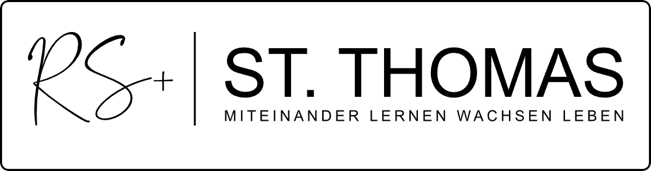 RS+
ST. THOMAS
MITEINANDER LERNEN WACHSEN LEBEN